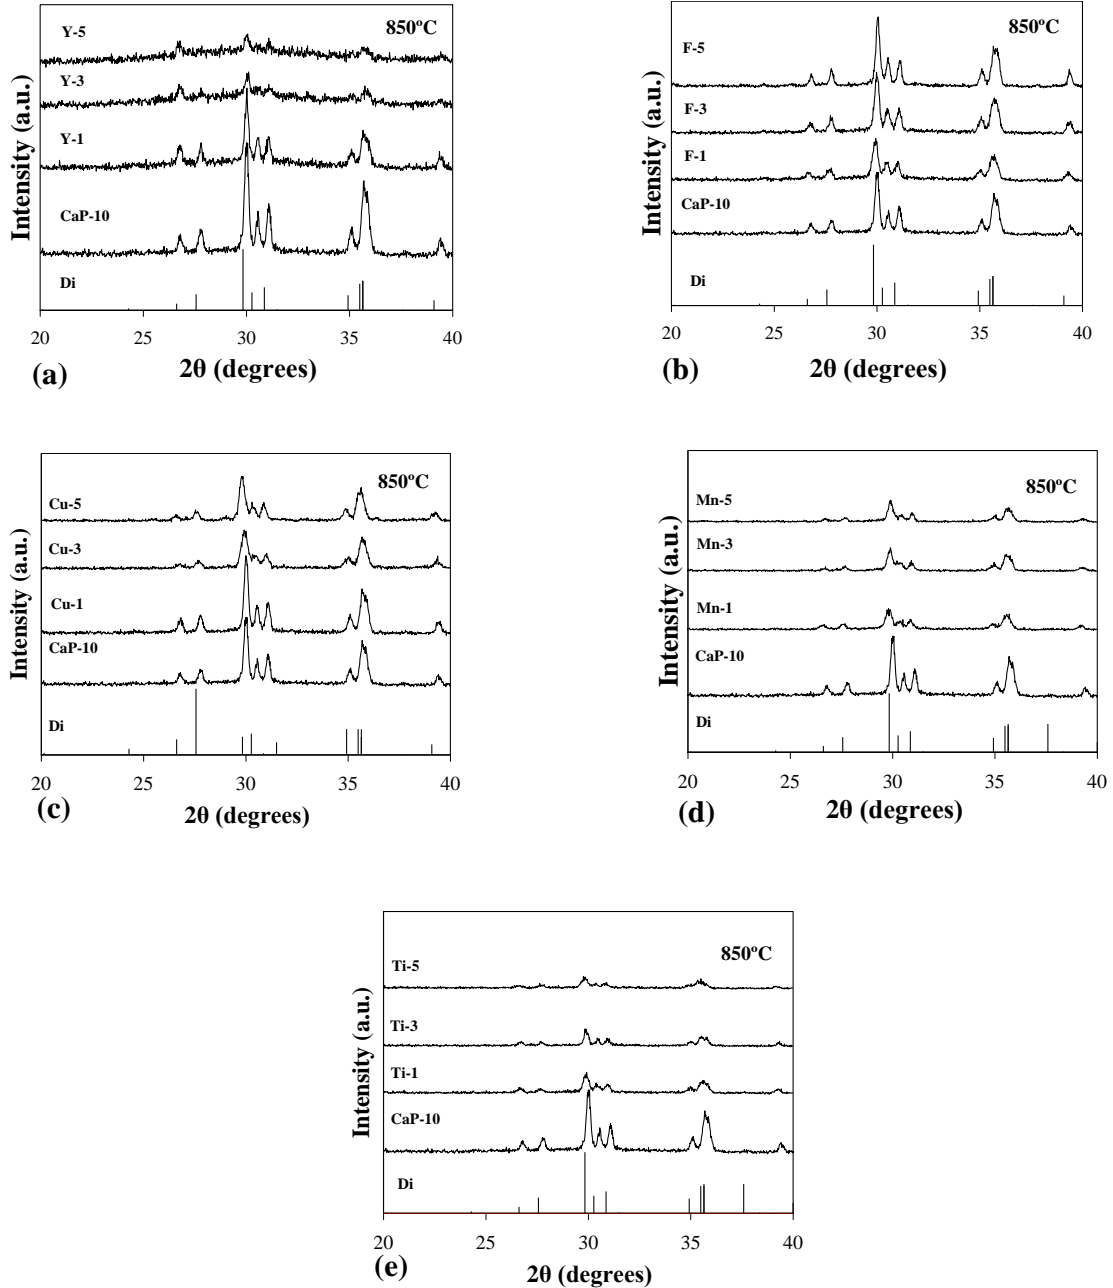 850ºC
Y-5
Y-3
Y-1
CaP-10
Di
Intensity (a.u.)
20 25 30 35 40
2θ (degrees)
(a)
850ºC
F-5
F-3
F-1
CaP-10
Di
Intensity (a.u.)
20 25 30 35 40
2θ (degrees)
(b)
850ºC
Cu-5
Cu-3
Cu-1
CaP-10
Di
Intensity (a.u.)
20 25 30 35 40
2θ (degrees)
(c)
850ºC
Mn-5
Mn-3
Mn-1
CaP-10
Di
Intensity (a.u.)
20 25 30 35 40
2θ (degrees)
(d)
850ºC
Ti-5
Ti-3
Ti-1
CaP-10
Di
Intensity (a.u.)
20 25 30 35 40
2θ (degrees)
(e)